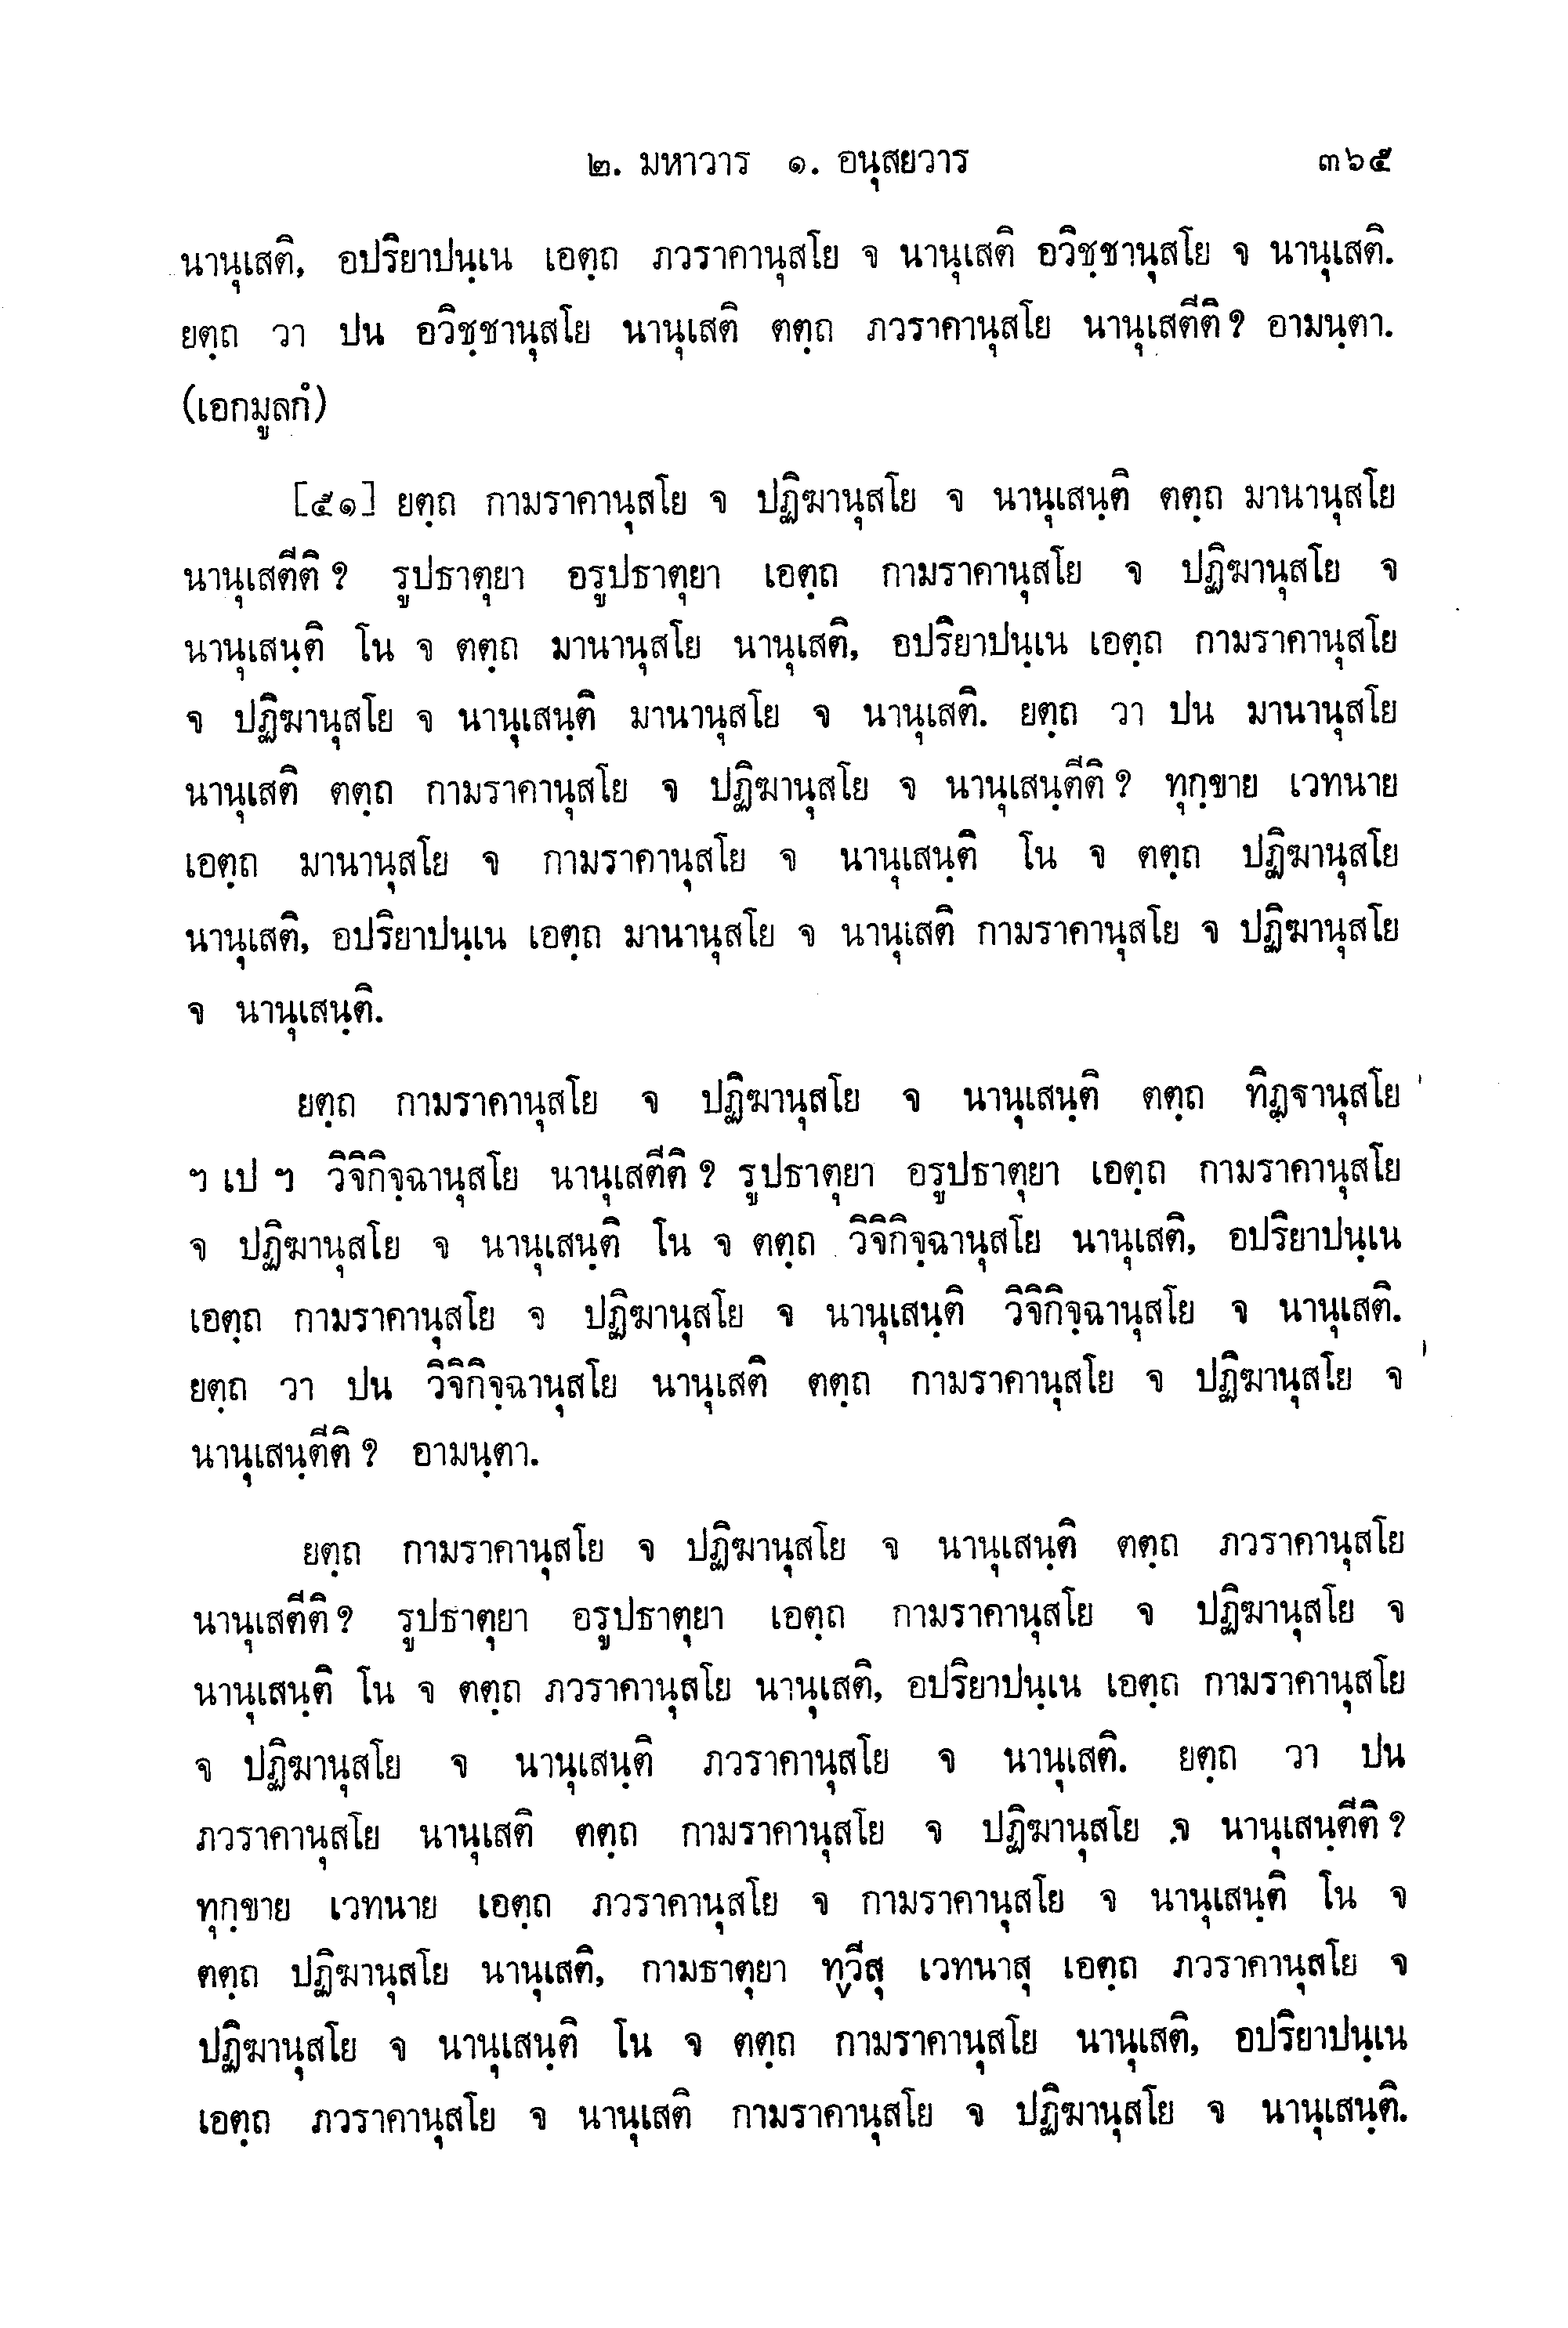 ๒. มหาวาร ๑. อนุสยวาร ๓๖๕
นานุเสติ, อปริยาปนฺเน เอตฺถ ภวราคานุสโย จ นานุเสติ อวิชฺชานุสโย จ นานุเสติ.
ยตฺถ วา ปน อวิชฺชานุสโย นานุเสติ ตตฺถ ภวราคานุสโย นานุเสตีติ ? อามนฺตา.
(เอกมูลกํ)
[๕๑] ยตฺถ กามราคานุสโย จ ปฏิฆานุสโย จ นานุเสนฺติ ตตฺถ มานานุสโย
นานุเสตีติ ? รูปธาตุยา อรูปธาตุยา เอตฺถ กามราคานุสโย จ ปฏิฆานุสโย จ
นานุเสนฺติ โน จ ตตฺถ มานานุสโย นานุเสติ, อปริยาปนฺเน เอตฺถ กามราคานุสโย
จ ปฏิฆานุสโย จ นานุเสนฺติ มานานุสโย จ นานุเสติ. ยตฺถ วา ปน มานานุสโย
นานุเสติ ตตฺถ กามราคานุสโย จ ปฏิฆานุสโย จ นานุเสนฺตีติ ? ทุกฺขาย เวทนาย
เอตฺถ มานานุสโย จ กามราคานุสโย จ นานุเสนฺติ โน จ ตตฺถ ปฏิฆานุสโย
นานุเสติ, อปริยาปนฺเน เอตฺถ มานานุสโย จ นานุเสติ กามราคานุสโย จ ปฏิฆานุสโย
จ นานุเสนฺติ.
ยตฺถ กามราคานุสโย จ ปฏิฆานุสโย จ นานุเสนฺติ ตตฺถ ทิฏฺฐานุสโย
ฯ เป ฯ วิจิกิจฺฉานุสโย นานุเสตีติ ? รูปธาตุยา อรูปธาตุยา เอตฺถ กามราคานุสโย
จ ปฏิฆานุสโย จ นานุเสนฺติ โน จ ตตฺถ วิจิกิจฺฉานุสโย นานุเสติ, อปริยาปนฺเน
เอตฺถ กามราคานุสโย จ ปฏิฆานุสโย จ นานุเสนฺติ วิจิกิจฺฉานุสโย จ นานุเสติ.
ยตฺถ วา ปน วิจิกิจฺฉานุสโย นานุเสติ ตตฺถ กามราคานุสโย จ ปฏิฆานุสโย จ
นานุเสนฺตีติ ? อามนฺตา.
ยตฺถ กามราคานุสโย จ ปฏิฆานุสโย จ นานุเสนฺติ ตตฺถ ภวราคานุสโย
นานุเสตีติ ? รูปธาตุยา อรูปธาตุยา เอตฺถ กามราคานุสโย จ ปฏิฆานุสโย จ
นานุเสนฺติ โน จ ตตฺถ ภวราคานุสโย นานุเสติ, อปริยาปนฺเน เอตฺถ กามราคานุสโย
จ ปฏิฆานุสโย จ นานุเสนฺติ ภวราคานุสโย จ นานุเสติ. ยตฺถ วา ปน
ภวราคานุสโย นานุเสติ ตตฺถ กามราคานุสโย จ ปฏิฆานุสโย จ นานุเสนฺตีติ ?
ทุกฺขาย เวทนาย เอตฺถ ภวราคานุสโย จ กามราคานุสโย จ นานุเสนฺติ โน จ
ตตฺถ ปฏิฆานุสโย นานุเสติ, กามธาตุยา ทฺวีสุ เวทนาสุ เอตฺถ ภวราคานุสโย จ
ปฏิฆานุสโย จ นานุเสนฺติ โน จ ตตฺถ กามราคานุสโย นานุเสติ, อปริยาปนฺเน
เอตฺถ ภวราคานุสโย จ นานุเสติ กามราคานุสโย จ ปฏิฆานุสโย จ นานุเสนฺติ.